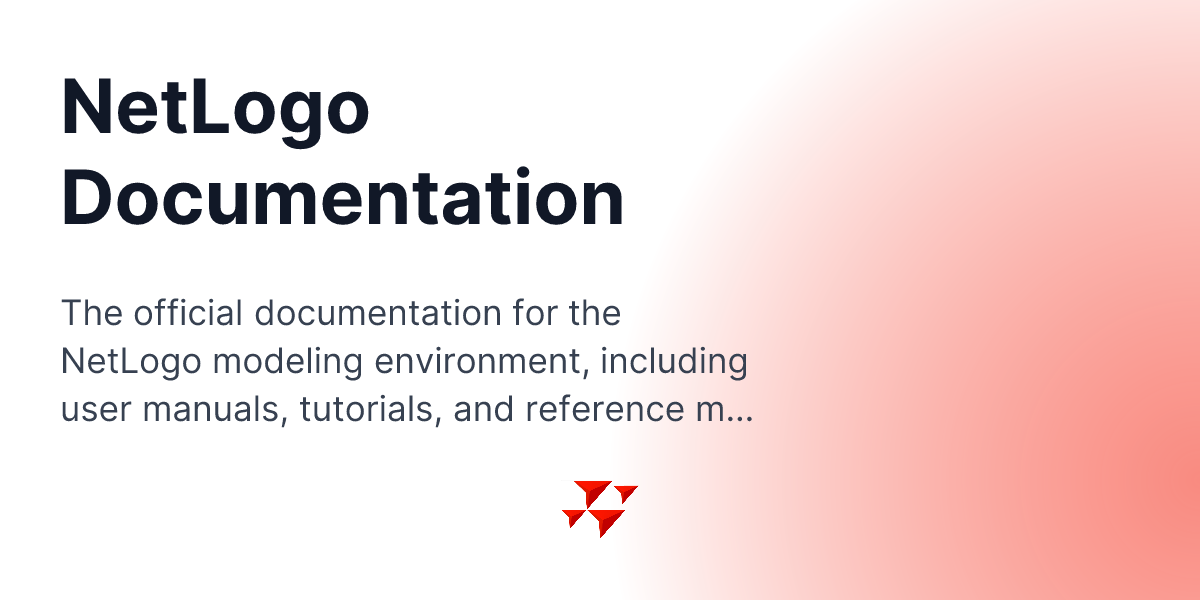 NetLogo
Documentation
The official documentation for the
NetLogo modeling environment, including
user manuals, tutorials, and reference m...